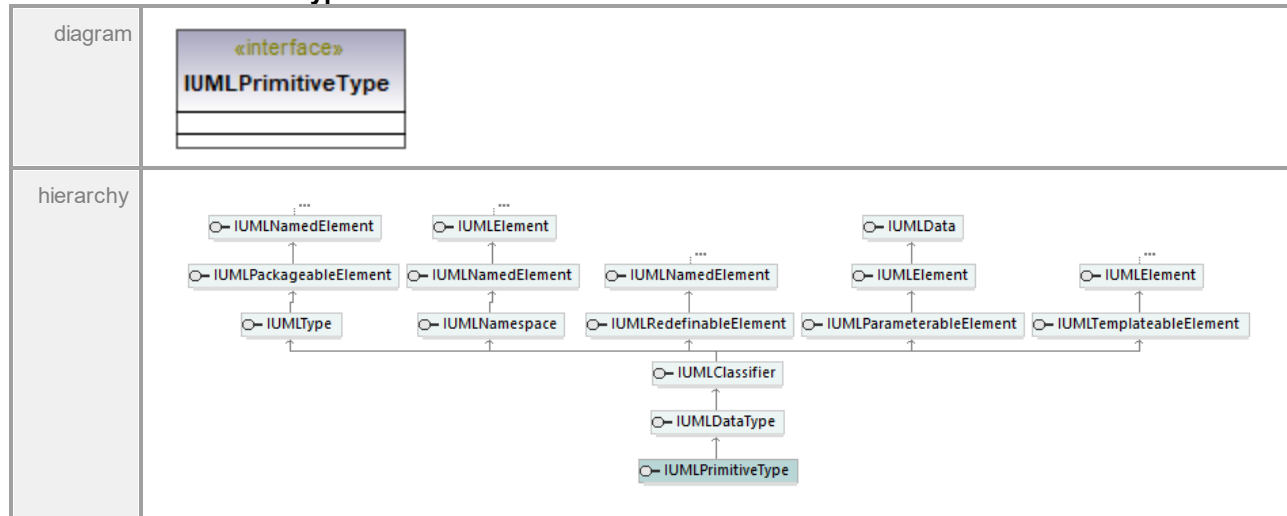 diagram
«interface»
IUMLPrimitiveType
hierarchy
... ...
IUMLNamedElement IUMLElement IUMLData
... ...
IUMLPackageableElement IUMLNamedElement IUMLNamedElement IUMLElement IUMLElement
IUMLType IUMLNamespace IUMLRedefinableElement IUMLParameterableElement IUMLTemplateableElement
IUMLClassifier
IUMLDataType
IUMLPrimitiveType